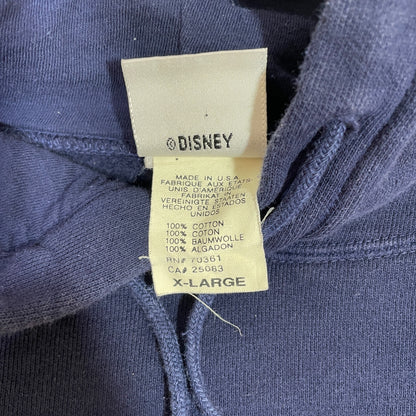 ©DISNEY
MADE IN U.S.A
FABRIQUE AUX ETATS
UNIS D'AMERIQUE
FABRIKAT IN
VEREINIGTE STAATEN
HECHO EN ESTADOS
UNIDOS
100% COTTON
100% COTON
100% BAUMWOLLE
100% ALGADON
RN# 70361
CA# 25083
X-LARGE